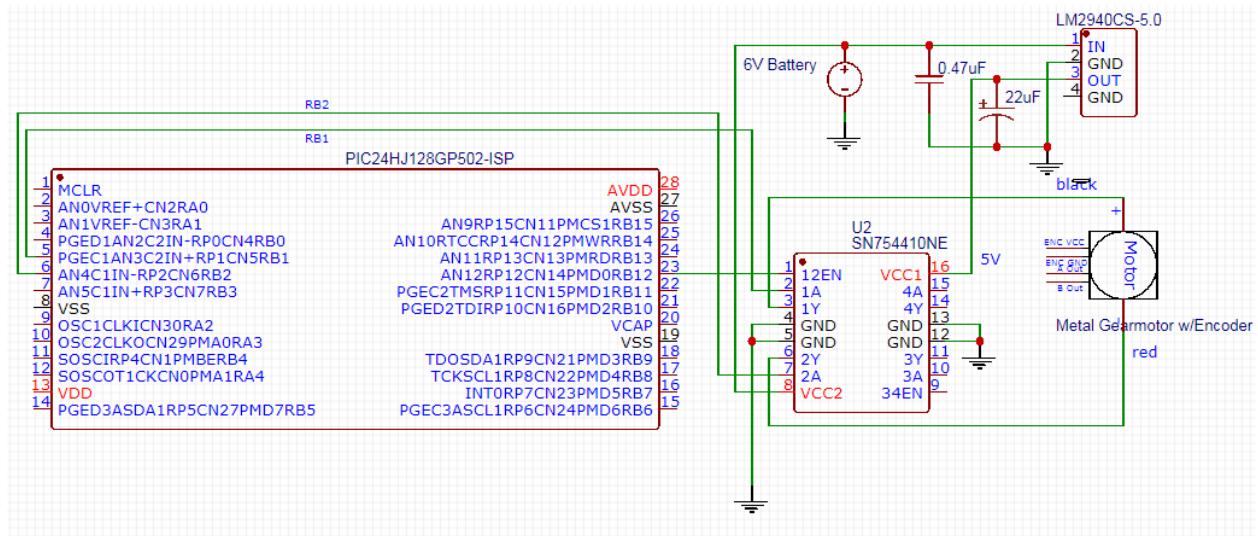 LM2940CS-5.0
1 IN
2 GND
3 OUT
4 GND
6V Battery
0.47uF
22uF
RB2
RB1
PIC24HJ128GP502-ISP
1 MCLR
2 AN0VREF+CN2RA0
3 AN1VREF-CN3RA1
4 PGED1AN2C2IN-RP0CN4RB0
5 PGEC1AN3C2IN+RP1CN5RB1
6 AN4C1IN-RP2CN6RB2
7 AN5C1IN+RP3CN7RB3
8 VSS
9 OSC1CLKICN30RA2
10 OSC2CLKOCN29PMA0RA3
11 SOSCIRP4CN1PMBERB4
12 SOSCOT1CKCN0PMA1RA4
13 VDD
14 PGED3ASDA1RP5CN27PMD7RB5
AVDD 28
AVSS 27
AN9RP15CN11PMCS1RB15 26
AN10RTCCRP14CN12PMWRRB14 25
AN11RP13CN13PMRDRB13 24
AN12RP12CN14PMD0RB12 23
PGEC2TMSRP11CN15PMD1RB11 22
PGED2TDIRP10CN16PMD2RB10 21
VCAP 20
VSS 19
TDOSDA1RP9CN21PMD3RB9 18
TCKSCL1RP8CN22PMD4RB8 17
INT0RP7CN23PMD5RB7 16
PGEC3ASCL1RP6CN24PMD6RB6 15
U2
SN754410NE
1 12EN
2 1A
3 1Y
4 GND
5 GND
6 2Y
7 2A
8 VCC2
VCC1 16
4A 15
4Y 14
GND 13
GND 12
3Y 11
3A 10
34EN 9
5V
black
+
Motor
ENC VCC
ENC GND
A Out
B Out
Metal Gearmotor w/Encoder
red